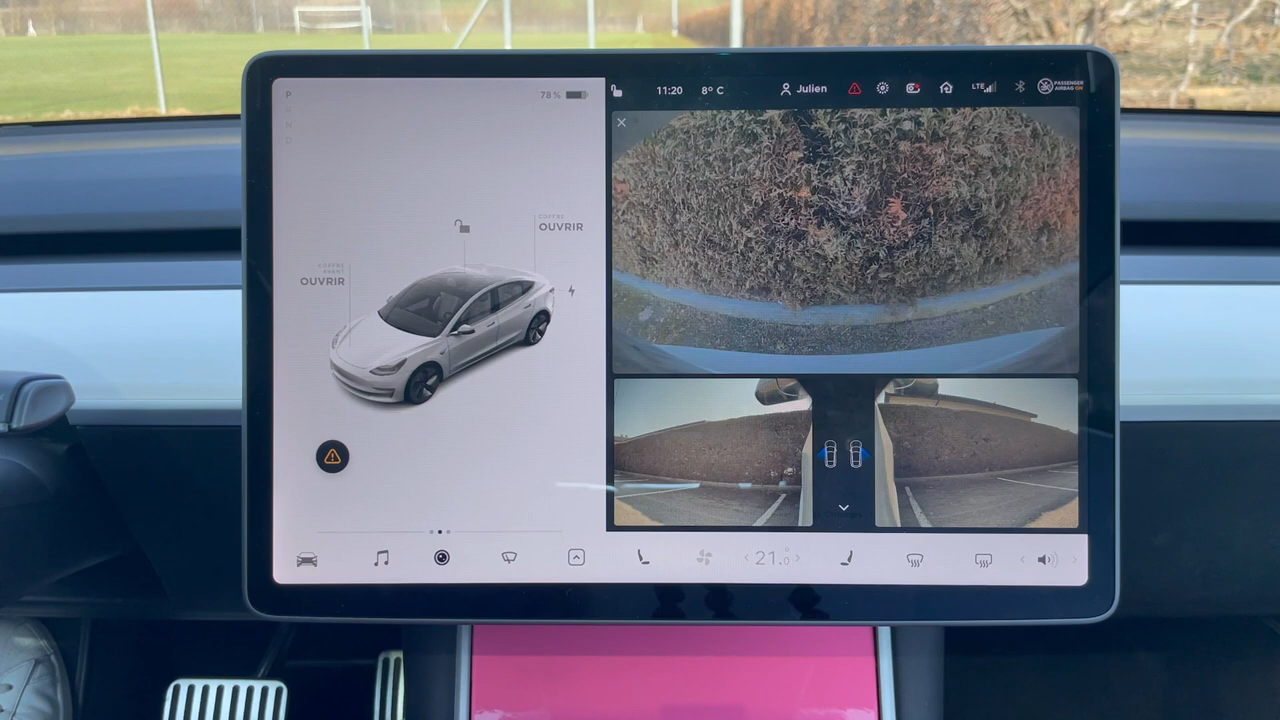 P
R
N
D
78 %
11:20
8° C
Julien
LTE
PASSENGER
AIRBAG ON
COFFRE
OUVRIR
COFFRE
AVANT
OUVRIR
21.0°